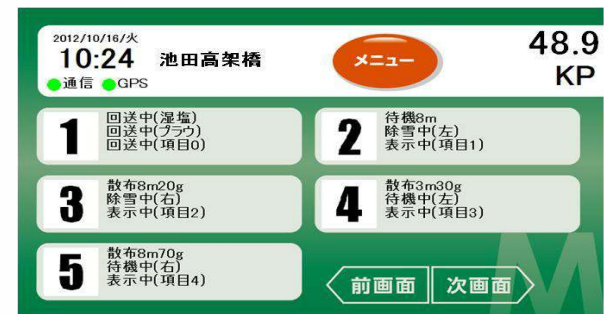 2012/10/16/火
10:24 池田高架橋
通信 GPS
メニュー
48.9
KP
1
回送中(湿塩)
回送中(プラウ)
回送中(項目0)
2
待機8m
除雪中(左)
表示中(項目1)
3
散布8m20g
除雪中(右)
表示中(項目2)
4
散布3m30g
待機中(左)
表示中(項目3)
5
散布8m70g
待機中(右)
表示中(項目4)
前画面 次画面
M